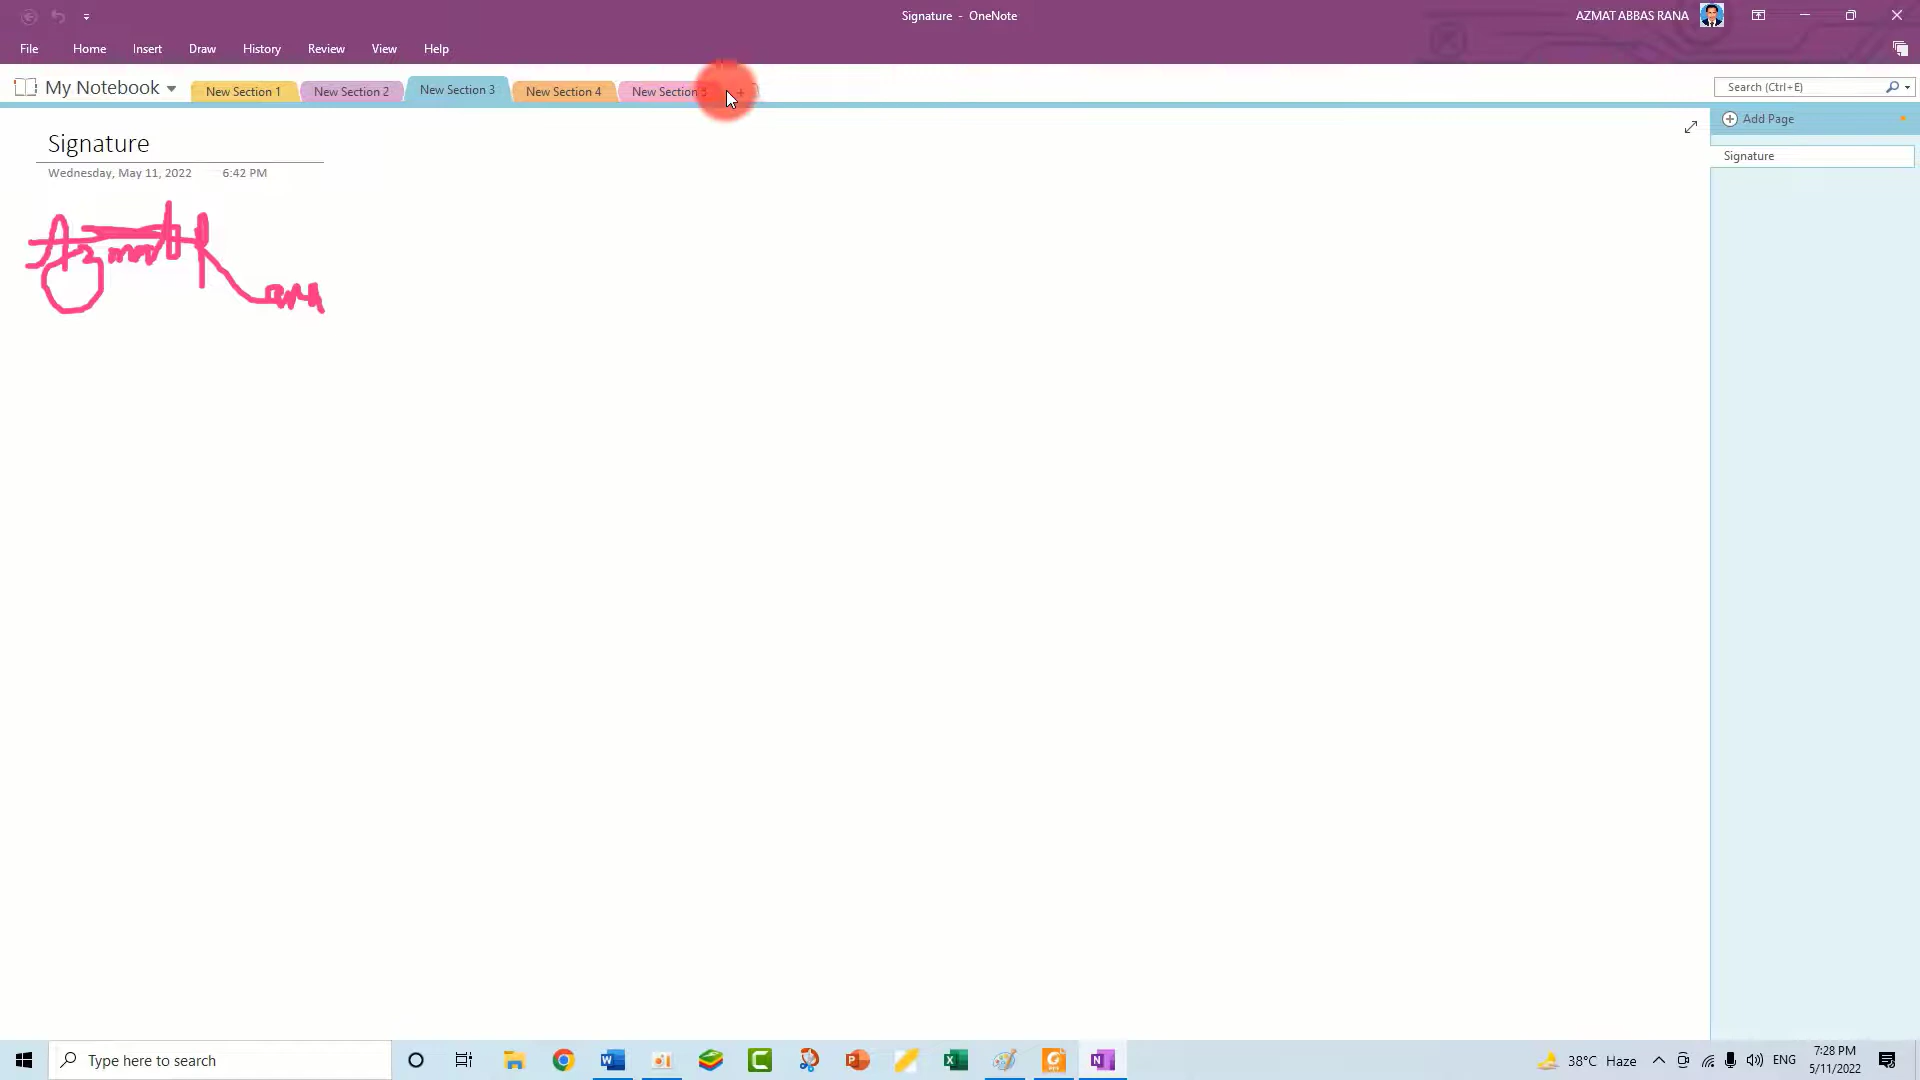 Signature - OneNote
AZMAT ABBAS RANA
File Home Insert Draw History Review View Help
My Notebook New Section 1 New Section 2 New Section 3 New Section 4 New Section
Search (Ctrl+E)
Add Page
Signature
Signature
Wednesday, May 11, 2022 6:42 PM
Azmat Rana
Type here to search
38°C Haze
ENG
7:28 PM
5/11/2022